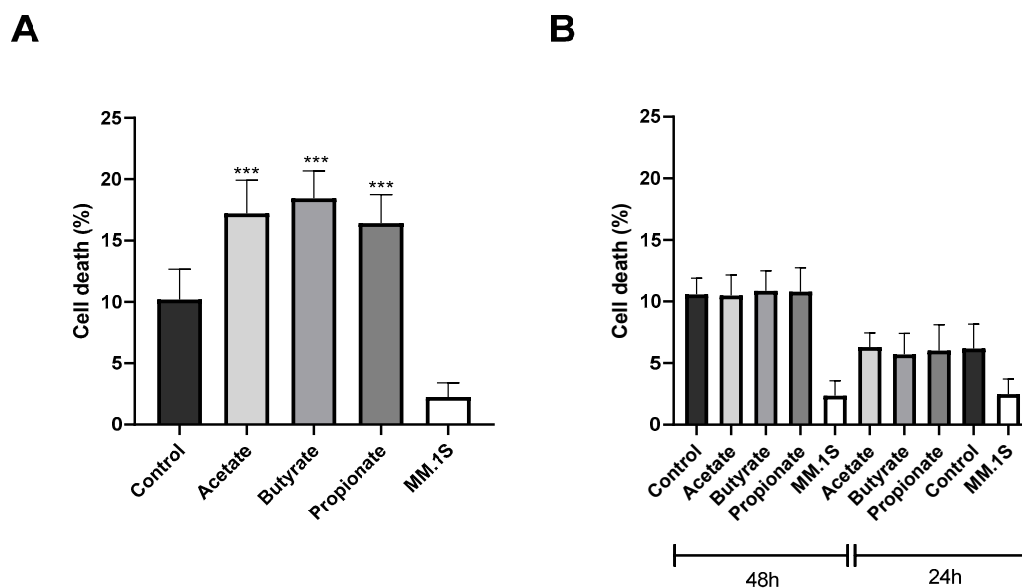 A
25
20
15
10
5
0
Cell death (%)
***
***
***
Control
Acetate
Butyrate
Propionate
MM.1S
B
25
20
15
10
5
0
Cell death (%)
Control
Acetate
Butyrate
Propionate
MM.1S
Acetate
Butyrate
Propionate
Control
MM.1S
48h
24h